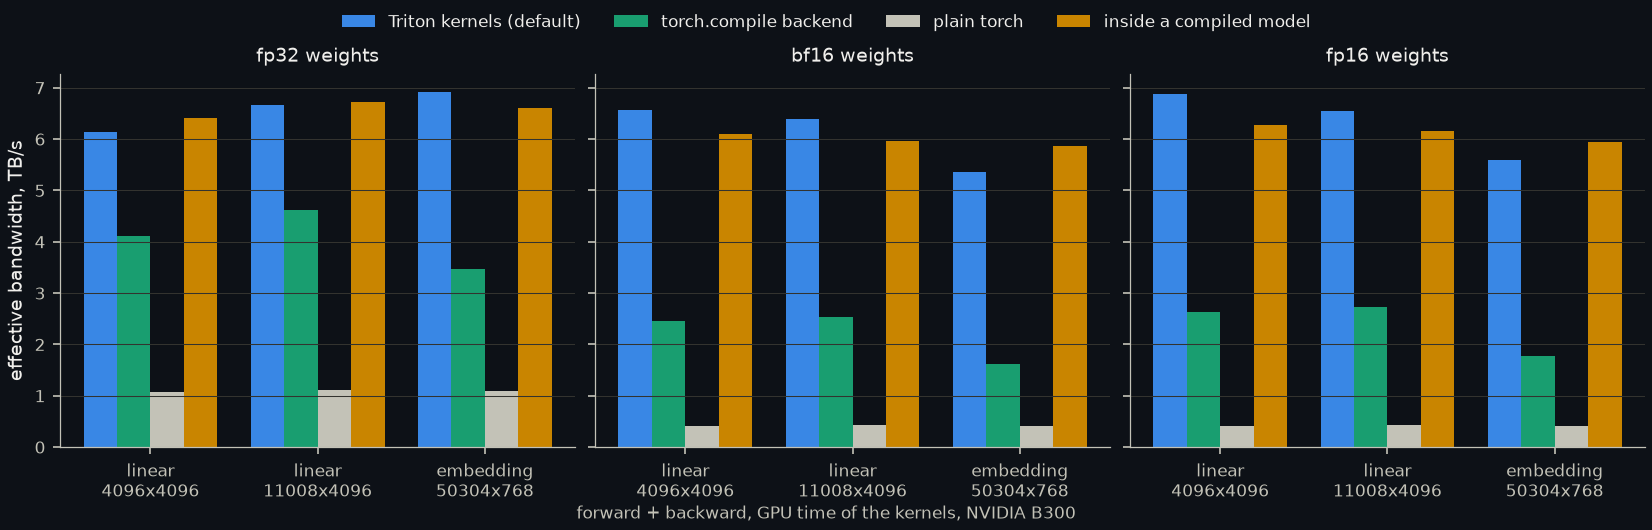 Triton kernels (default) torch.compile backend plain torch inside a compiled model
fp32 weights bf16 weights fp16 weights
effective bandwidth, TB/s
7
6
5
4
3
2
1
0
linear linear embedding linear linear embedding linear linear embedding
4096x4096 11008x4096 50304x768 4096x4096 11008x4096 50304x768 4096x4096 11008x4096 50304x768
forward + backward, GPU time of the kernels, NVIDIA B300